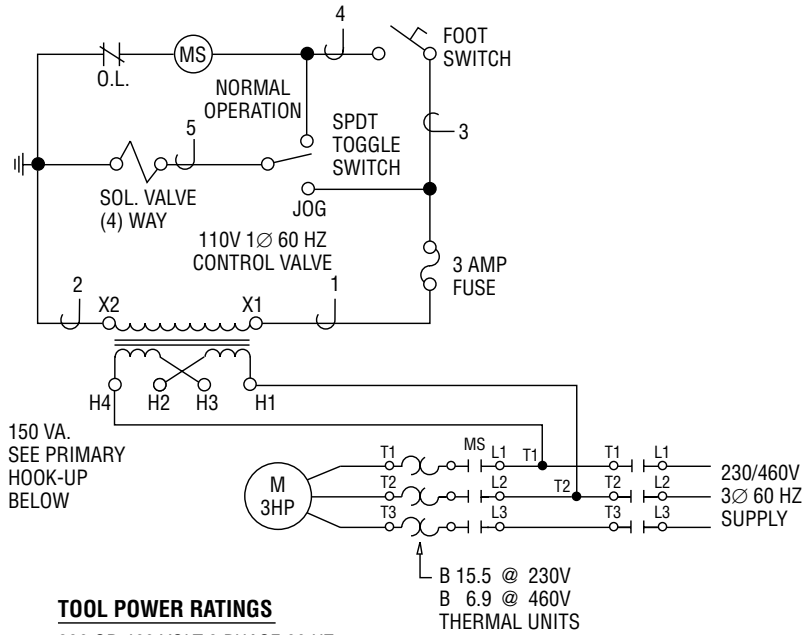 4
FOOT
SWITCH
MS
O.L.
NORMAL
OPERATION
SPDT
TOGGLE
SWITCH
3
5
SOL. VALVE
(4) WAY
JOG
110V 1∅ 60 HZ
CONTROL VALVE
3 AMP
FUSE
2
1
X2
X1
H4
H2
H3
H1
150 VA.
SEE PRIMARY
HOOK-UP
BELOW
M
3HP
T1
MS
L1
T1
T1
L1
T2
L2
T2
T2
L2
T3
L3
T3
L3
230/460V
3∅ 60 HZ
SUPPLY
B 15.5 @ 230V
B 6.9 @ 460V
THERMAL UNITS
TOOL POWER RATINGS